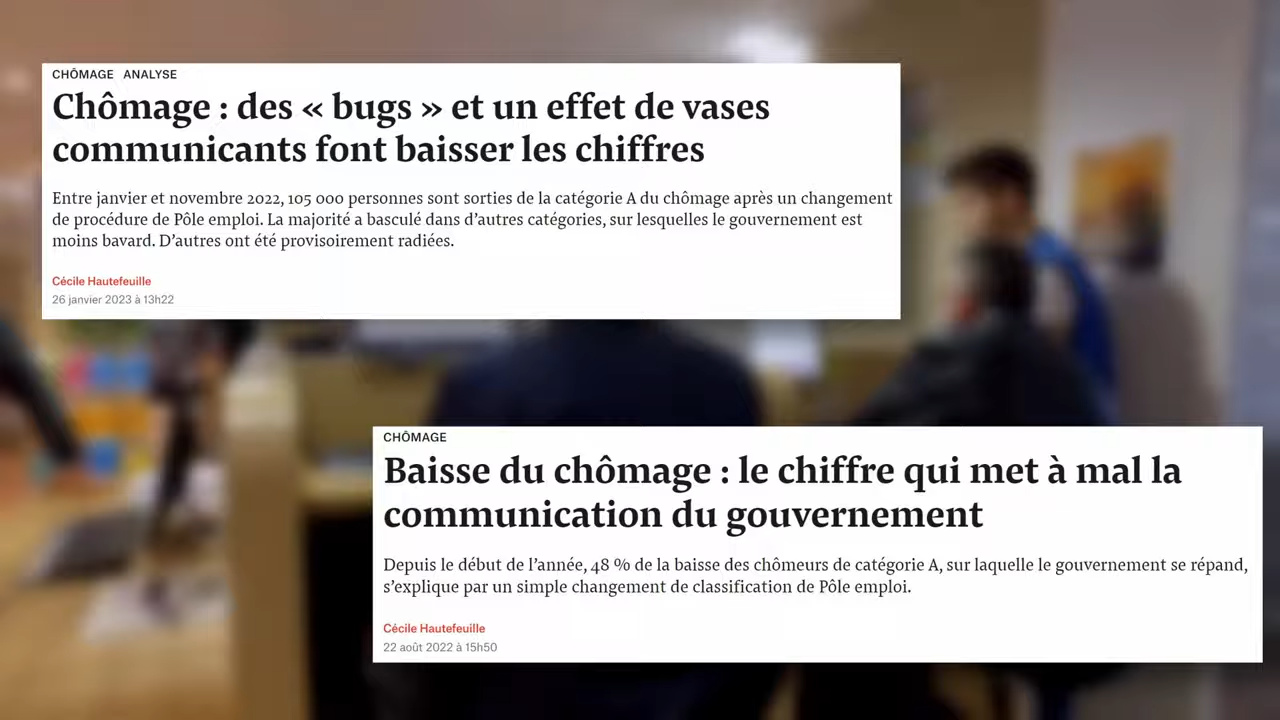 CHÔMAGE ANALYSE
Chômage : des « bugs » et un effet de vases
communicants font baisser les chiffres
Entre janvier et novembre 2022, 105 000 personnes sont sorties de la catégorie A du chômage après un changement
de procédure de Pôle emploi. La majorité a basculé dans d’autres catégories, sur lesquelles le gouvernement est
moins bavard. D’autres ont été provisoirement radiées.
Cécile Hautefeuille
26 janvier 2023 à 13h22
CHÔMAGE
Baisse du chômage : le chiffre qui met à mal la
communication du gouvernement
Depuis le début de l’année, 48 % de la baisse des chômeurs de catégorie A, sur laquelle le gouvernement se répand,
s’explique par un simple changement de classification de Pôle emploi.
Cécile Hautefeuille
22 août 2022 à 15h50